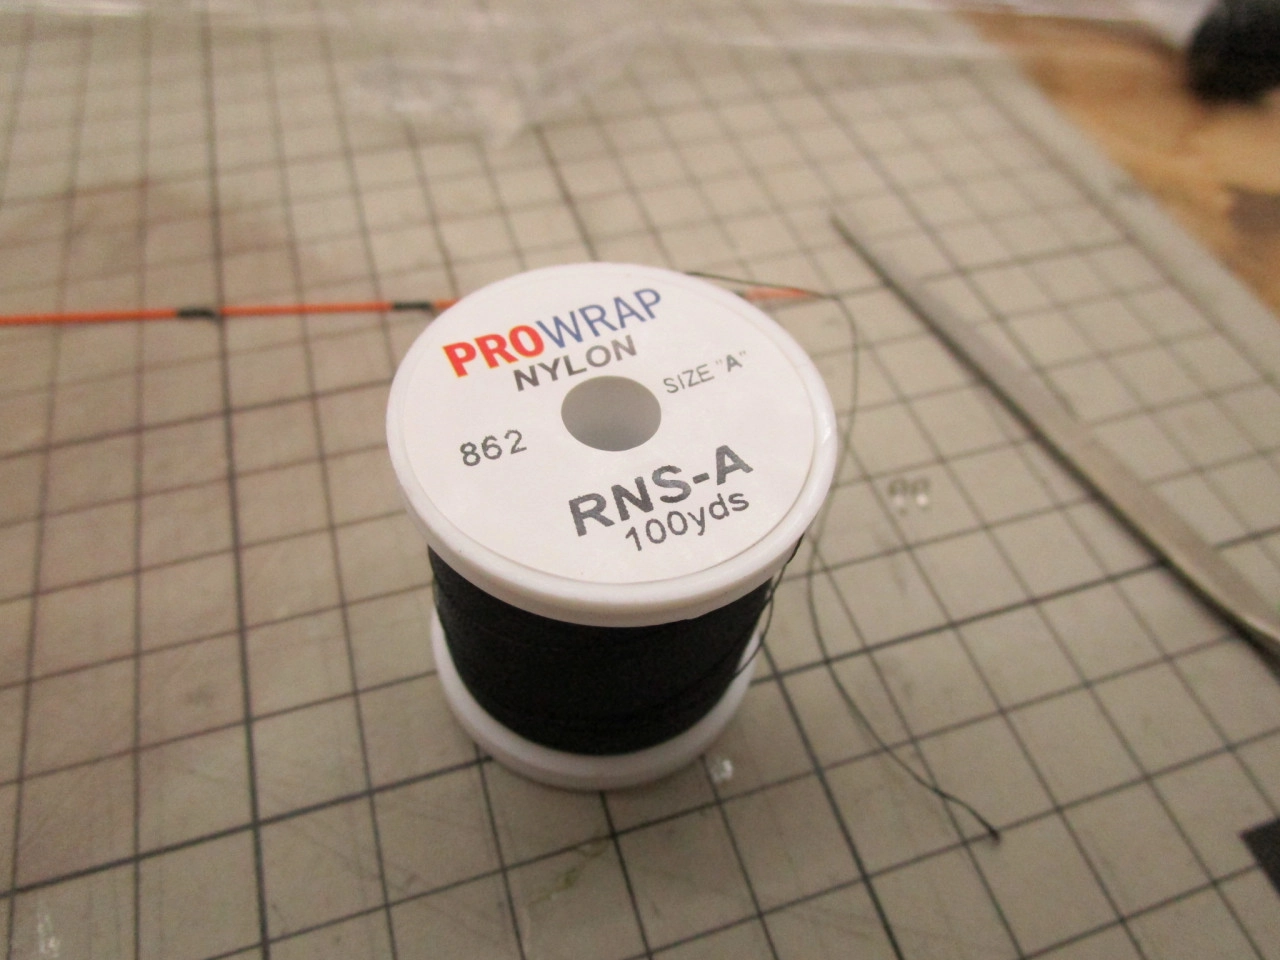 PROWRAP
NYLON
SIZE "A"
862
RNS-A
100yds